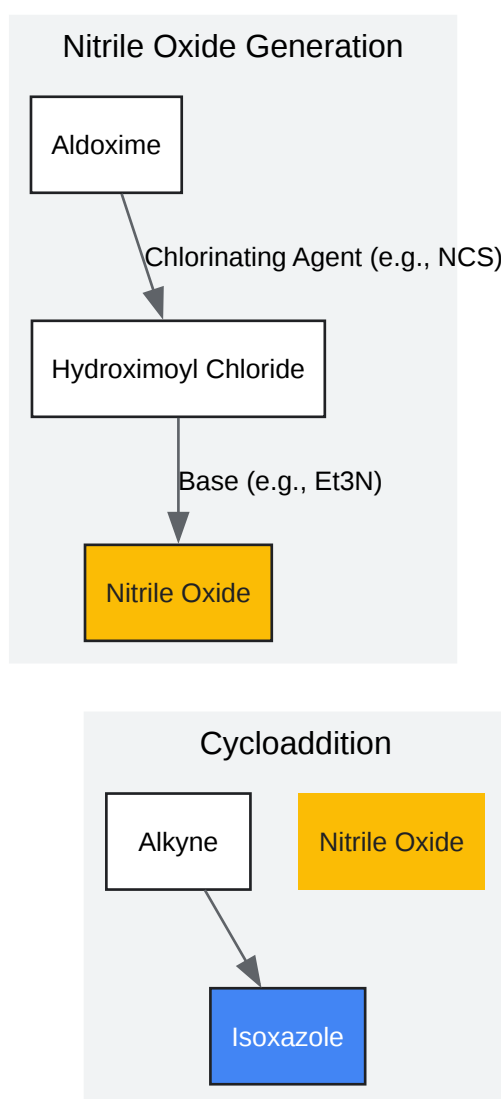 Nitrile Oxide Generation
Aldoxime
Chlorinating Agent (e.g., NCS)
Hydroximoyl Chloride
Base (e.g., Et3N)
Nitrile Oxide
Cycloaddition
Alkyne
Nitrile Oxide
Isoxazole